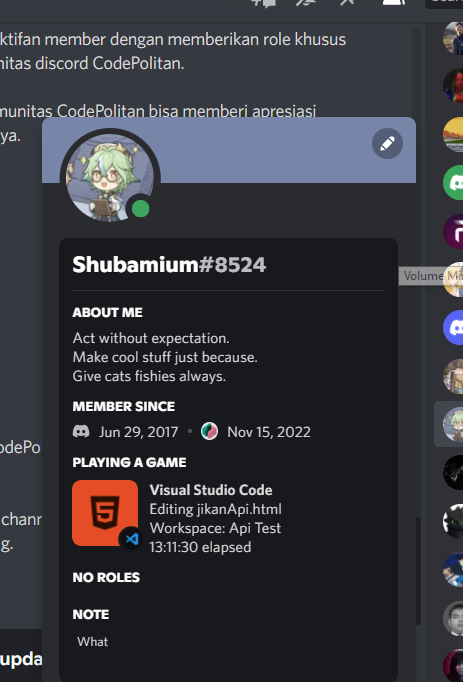 ktifan member dengan memberikan role khusus
nitas discord CodePolitan.
munitas CodePolitan bisa memberi apresiasi
ya.
Shubamium#8524
Volume Mi
ABOUT ME
Act without expectation.
Make cool stuff just because.
Give cats fishies always.
MEMBER SINCE
Jun 29, 2017 • Nov 15, 2022
odePo
PLAYING A GAME
Visual Studio Code
Editing jikanApi.html
Workspace: Api Test
13:11:30 elapsed
chann
g.
NO ROLES
NOTE
What
upda